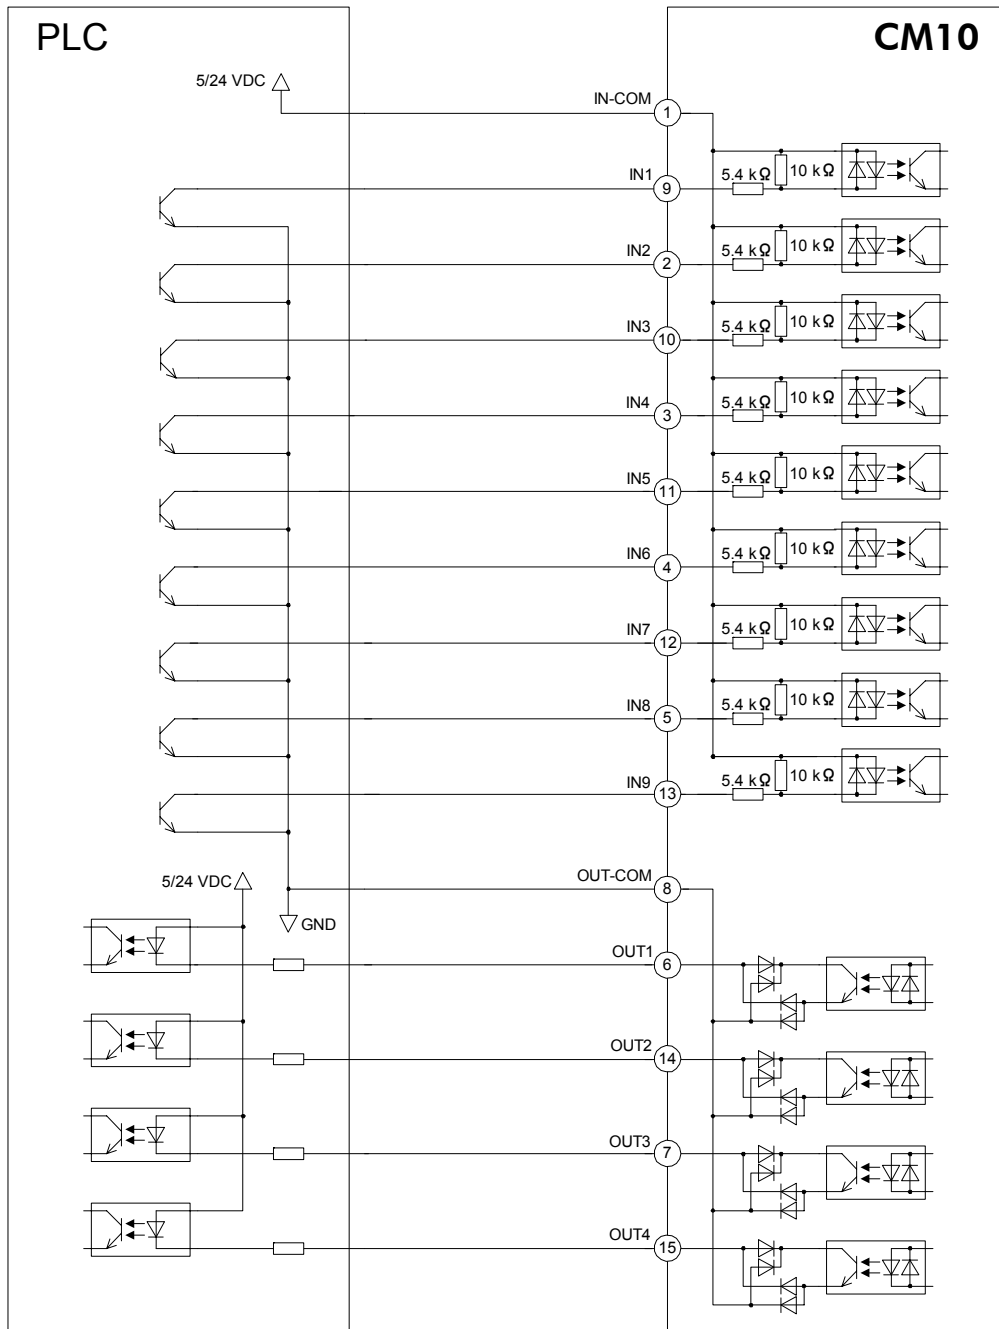 PLC
CM10
5/24 VDC
IN-COM
1
IN1
9
5.4 kΩ
10 kΩ
IN2
2
5.4 kΩ
10 kΩ
IN3
10
5.4 kΩ
10 kΩ
IN4
3
5.4 kΩ
10 kΩ
IN5
11
5.4 kΩ
10 kΩ
IN6
4
5.4 kΩ
10 kΩ
IN7
12
5.4 kΩ
10 kΩ
IN8
5
5.4 kΩ
10 kΩ
IN9
13
5.4 kΩ
10 kΩ
OUT-COM
8
5/24 VDC
GND
OUT1
6
OUT2
14
OUT3
7
OUT4
15